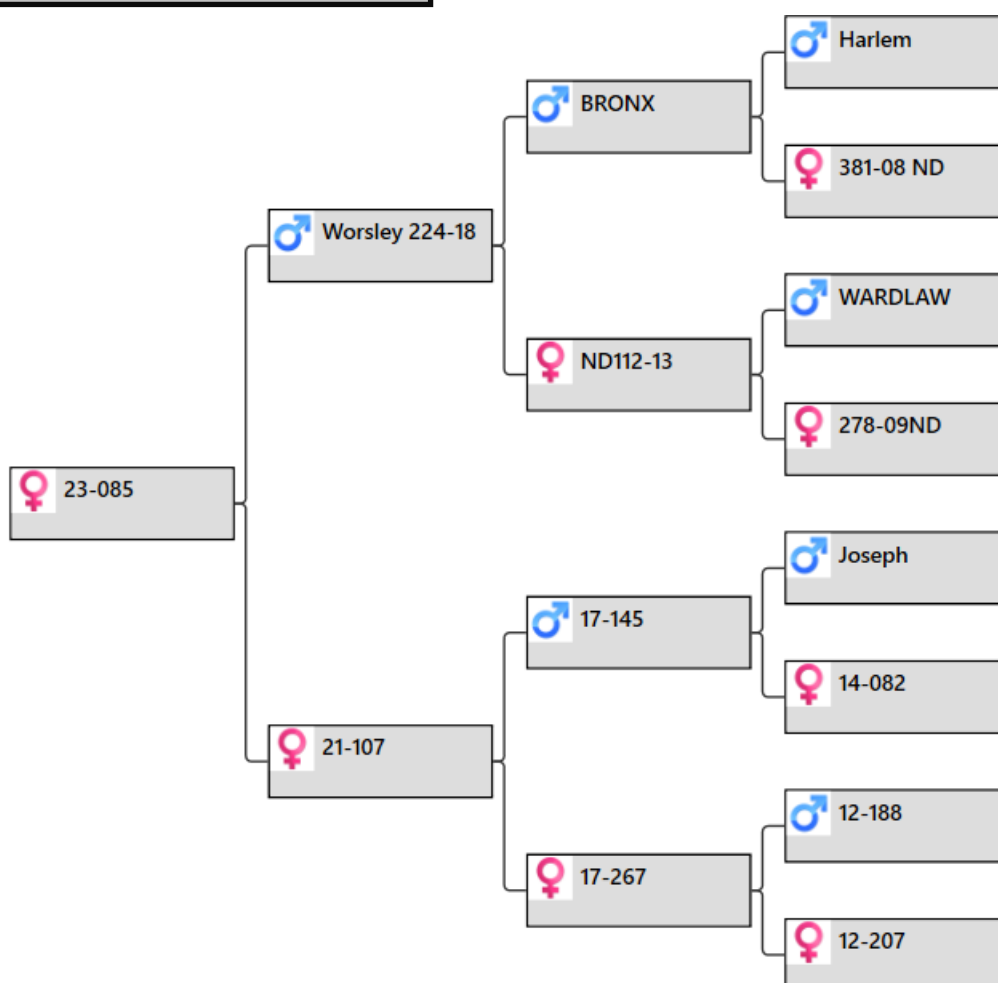 Harlem
BRONX
381-08 ND
Worsley 224-18
WARDLAW
ND112-13
278-09ND
23-085
Joseph
17-145
14-082
21-107
12-188
17-267
12-207